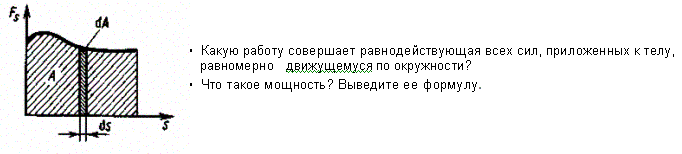 Fs
dA
A
ds
s
• Какую работу совершает равнодействующая всех сил, приложенных к телу,
равномерно движущемуся по окружности?
• Что такое мощность? Выведите ее формулу.